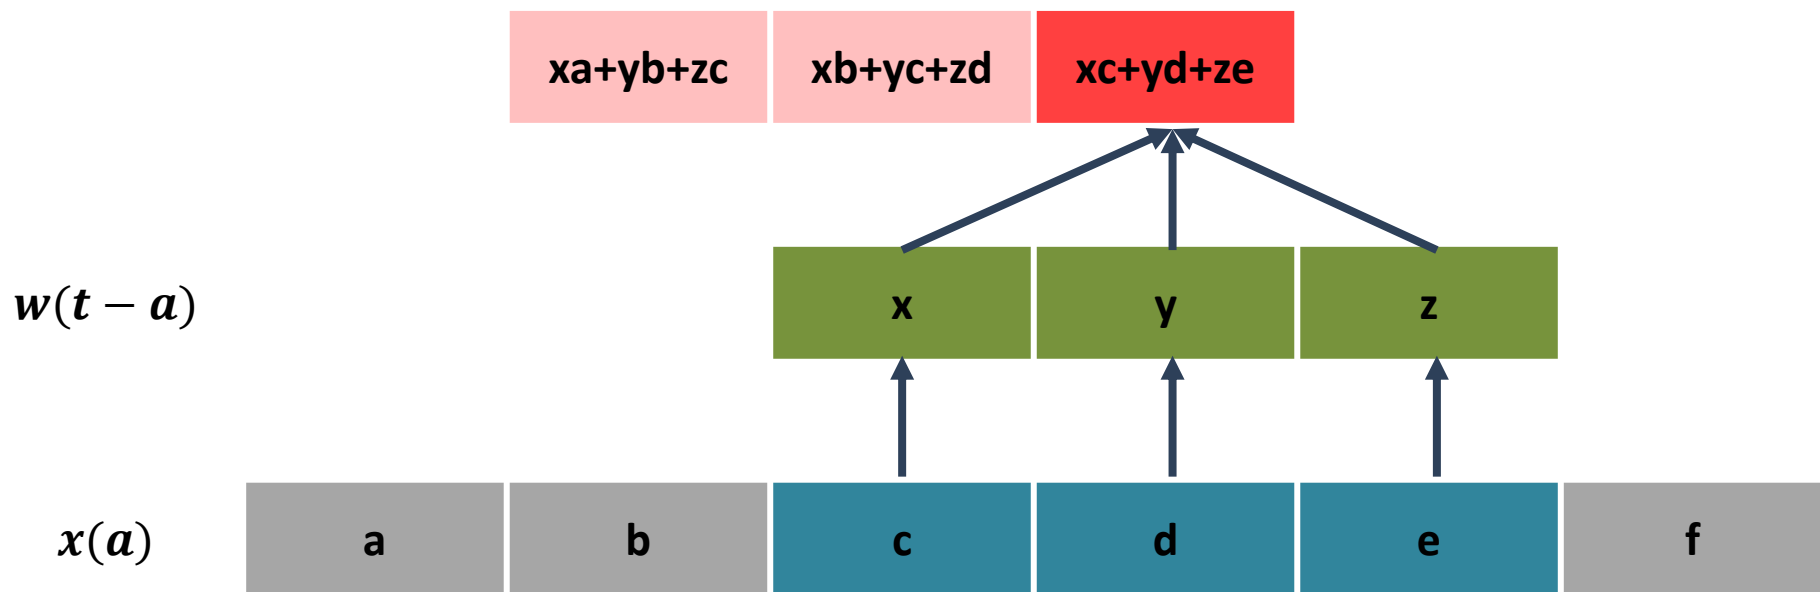 xa+yb+zc xb+yc+zd xc+yd+ze
w(t − a) x y z
x(a) a b c d e f